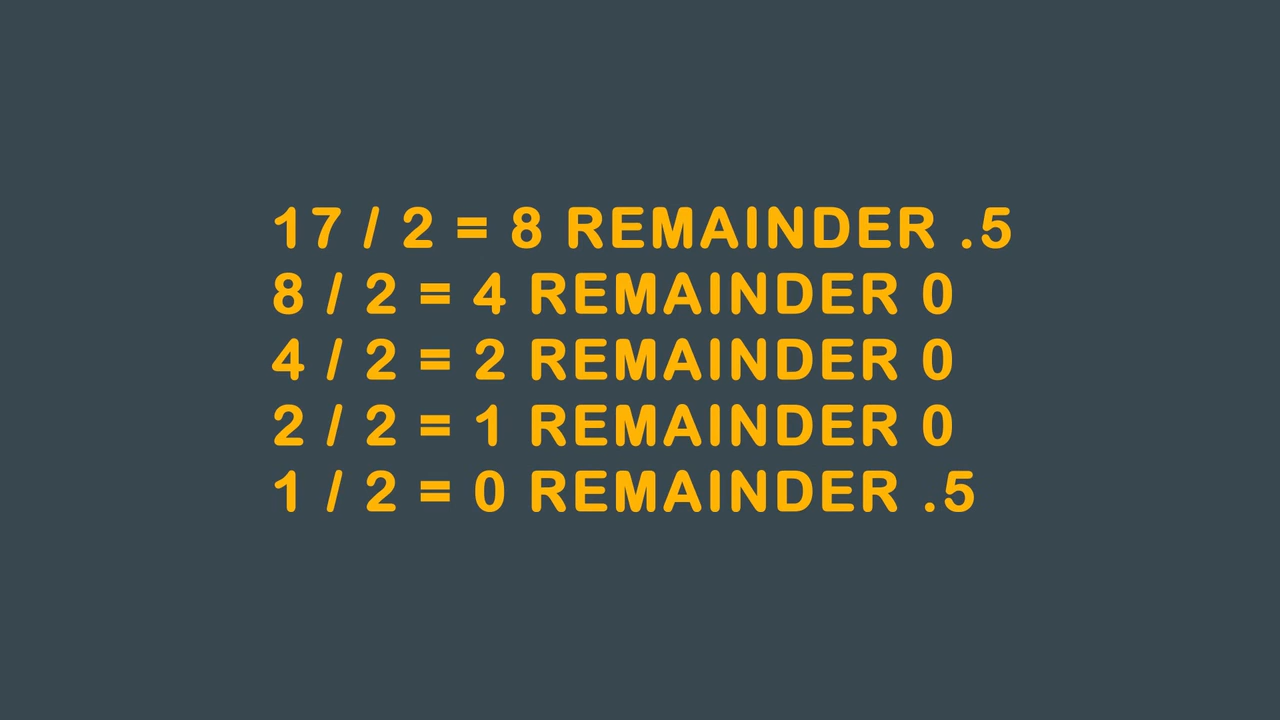 17 / 2 = 8 REMAINDER .5
8 / 2 = 4 REMAINDER 0
4 / 2 = 2 REMAINDER 0
2 / 2 = 1 REMAINDER 0
1 / 2 = 0 REMAINDER .5